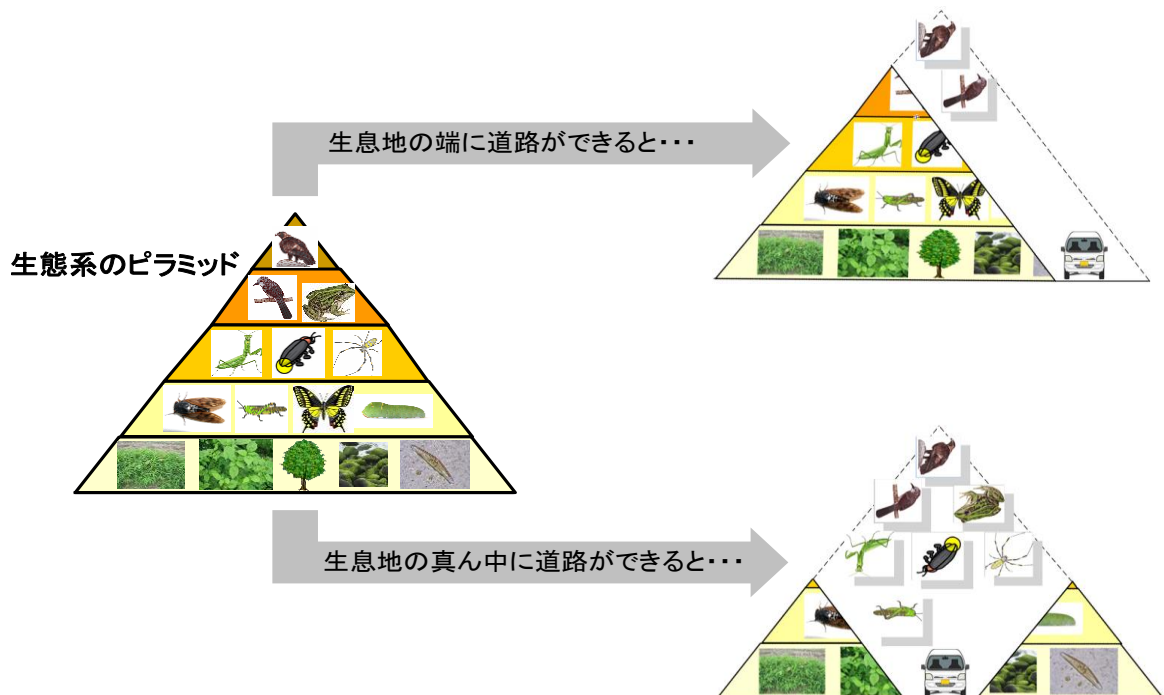 生息地の端に道路ができると・・・
生態系のピラミッド
生息地の真ん中に道路ができると・・・